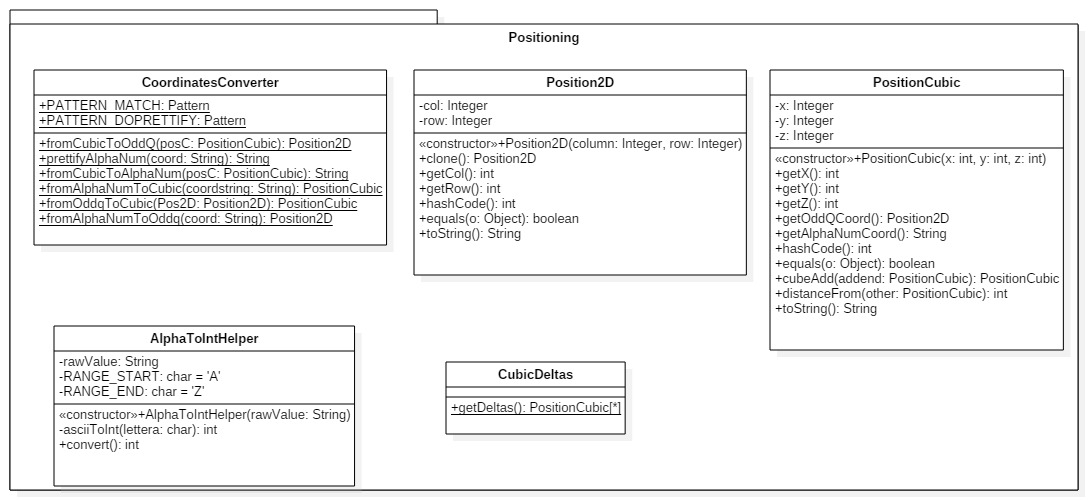 Positioning
CoordinatesConverter
+PATTERN_MATCH: Pattern
+PATTERN_DOPRETTIFY: Pattern
+fromCubicToOddQ(posC: PositionCubic): Position2D
+prettifyAlphaNum(coord: String): String
+fromCubicToAlphaNum(posC: PositionCubic): String
+fromAlphaNumToCubic(coordstring: String): PositionCubic
+fromOddqToCubic(Pos2D: Position2D): PositionCubic
+fromAlphaNumToOddq(coord: String): Position2D
Position2D
-col: Integer
-row: Integer
«constructor»+Position2D(column: Integer, row: Integer)
+clone(): Position2D
+getCol(): int
+getRow(): int
+hashCode(): int
+equals(o: Object): boolean
+toString(): String
PositionCubic
-x: Integer
-y: Integer
-z: Integer
«constructor»+PositionCubic(x: int, y: int, z: int)
+getX(): int
+getY(): int
+getZ(): int
+getOddQCoord(): Position2D
+getAlphaNumCoord(): String
+hashCode(): int
+equals(o: Object): boolean
+cubeAdd(addend: PositionCubic): PositionCubic
+distanceFrom(other: PositionCubic): int
+toString(): String
AlphaToIntHelper
-rawValue: String
-RANGE_START: char = 'A'
-RANGE_END: char = 'Z'
«constructor»+AlphaToIntHelper(rawValue: String)
-asciiToInt(lettera: char): int
+convert(): int
CubicDeltas
+getDeltas(): PositionCubic[*]